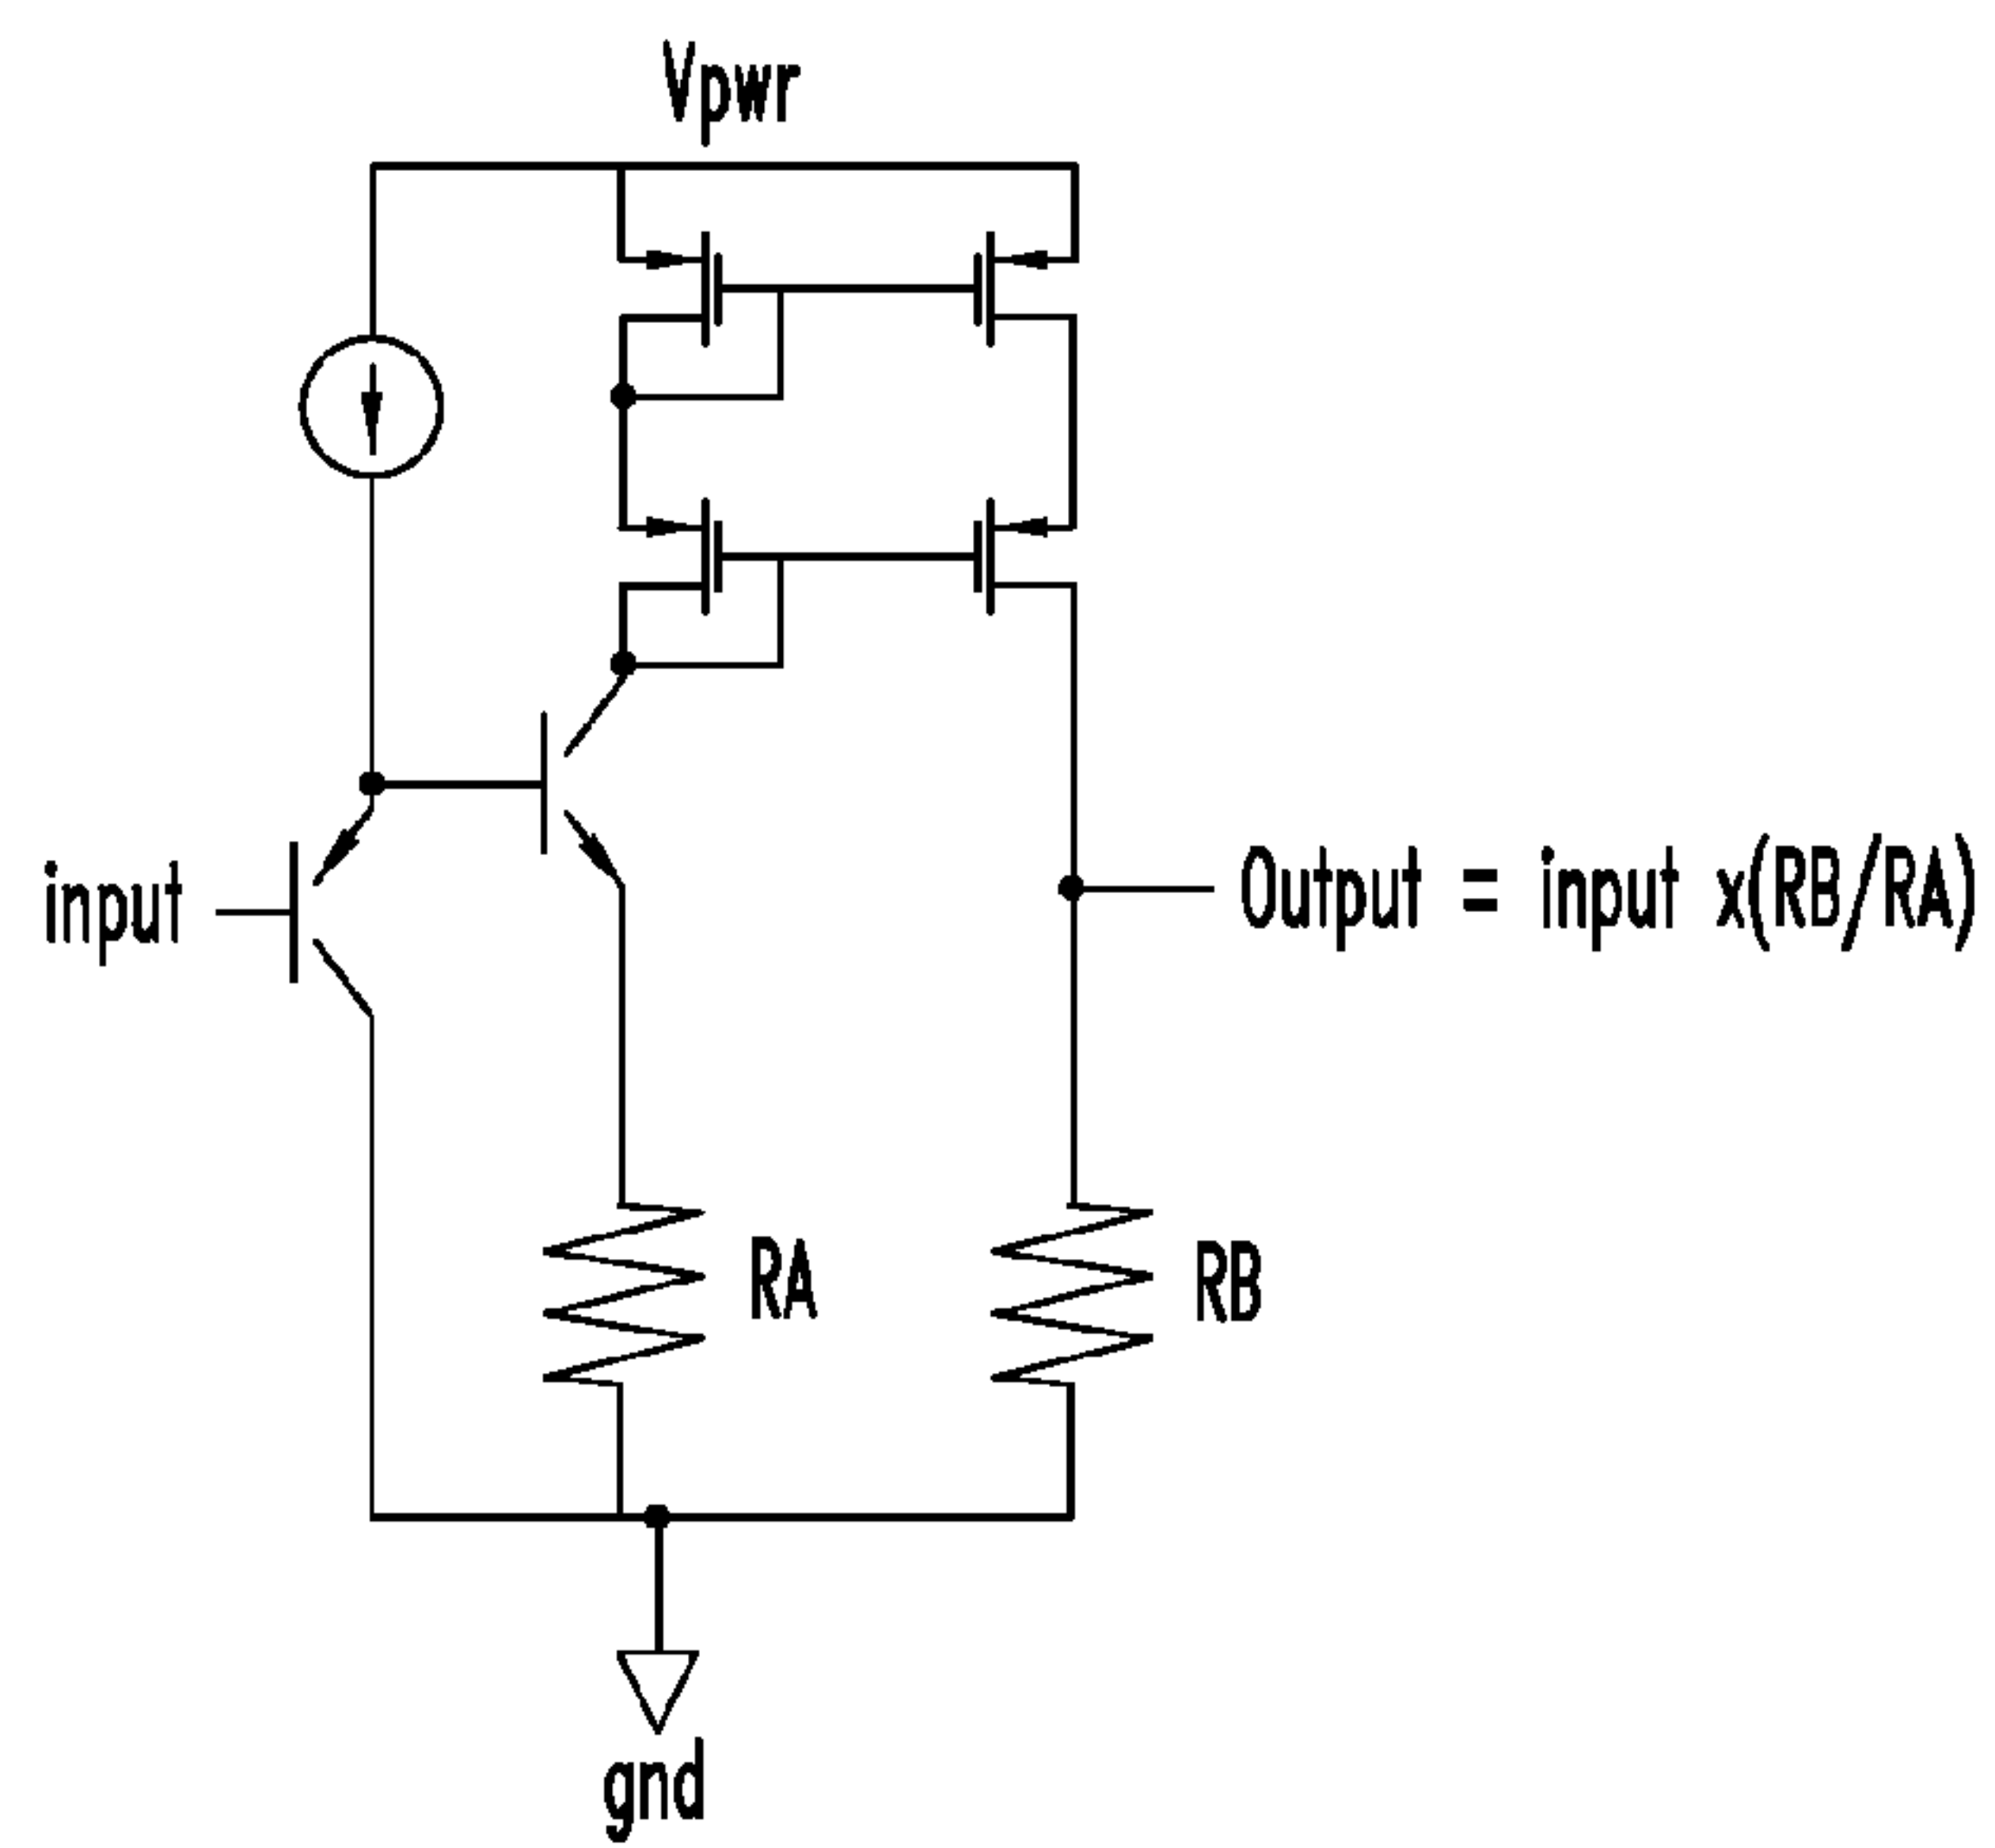 Vpwr
input
Output = input x(RB/RA)
RA
RB
gnd